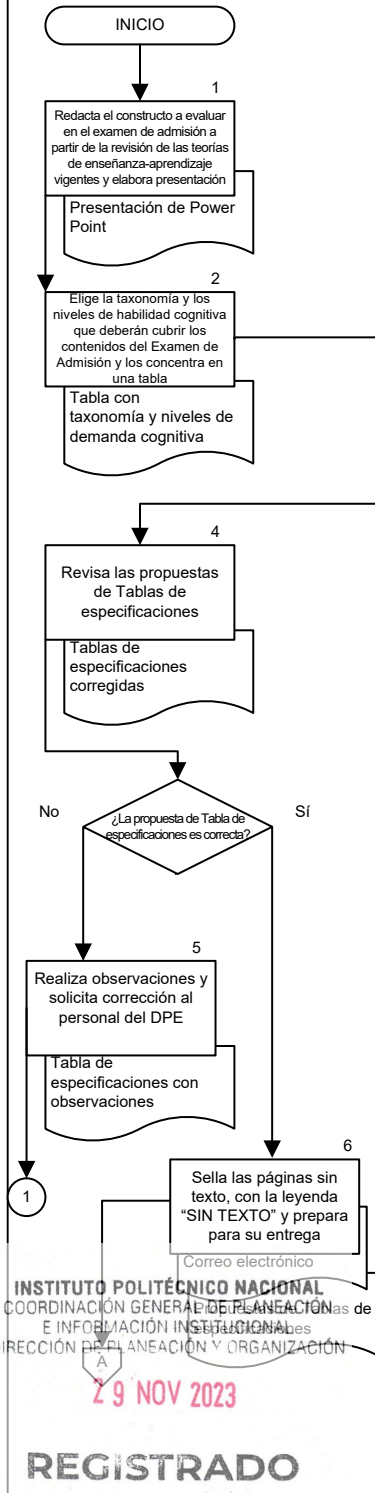 INICIO
1
Redacta el constructo a evaluar
en el examen de admisión a
partir de la revisión de las teorías
de enseñanza-aprendizaje
vigentes y elabora presentación
Presentación de Power
Point
2
Elige la taxonomía y los
niveles de habilidad cognitiva
que deberán cubrir los
contenidos del Examen de
Admisión y los concentra en
una tabla
Tabla con
taxonomía y niveles de
demanda cognitiva
4
Revisa las propuestas
de Tablas de
especificaciones
Tablas de
especificaciones
corregidas
No
¿La propuesta de Tabla de
especificaciones es correcta?
Sí
5
Realiza observaciones y
solicita corrección al
personal del DPE
Tabla de
especificaciones con
observaciones
1
6
Sella las páginas sin
texto, con la leyenda
“SIN TEXTO” y prepara
para su entrega
Correo electrónico
Propuestas de Tablas de
especificaciones
INSTITUTO POLITÉCNICO NACIONAL
COORDINACIÓN GENERAL DE PLANEACIÓN
E INFORMACIÓN INSTITUCIONAL
DIRECCIÓN DE PLANEACIÓN Y ORGANIZACIÓN
A
29 NOV 2023
REGISTRADO